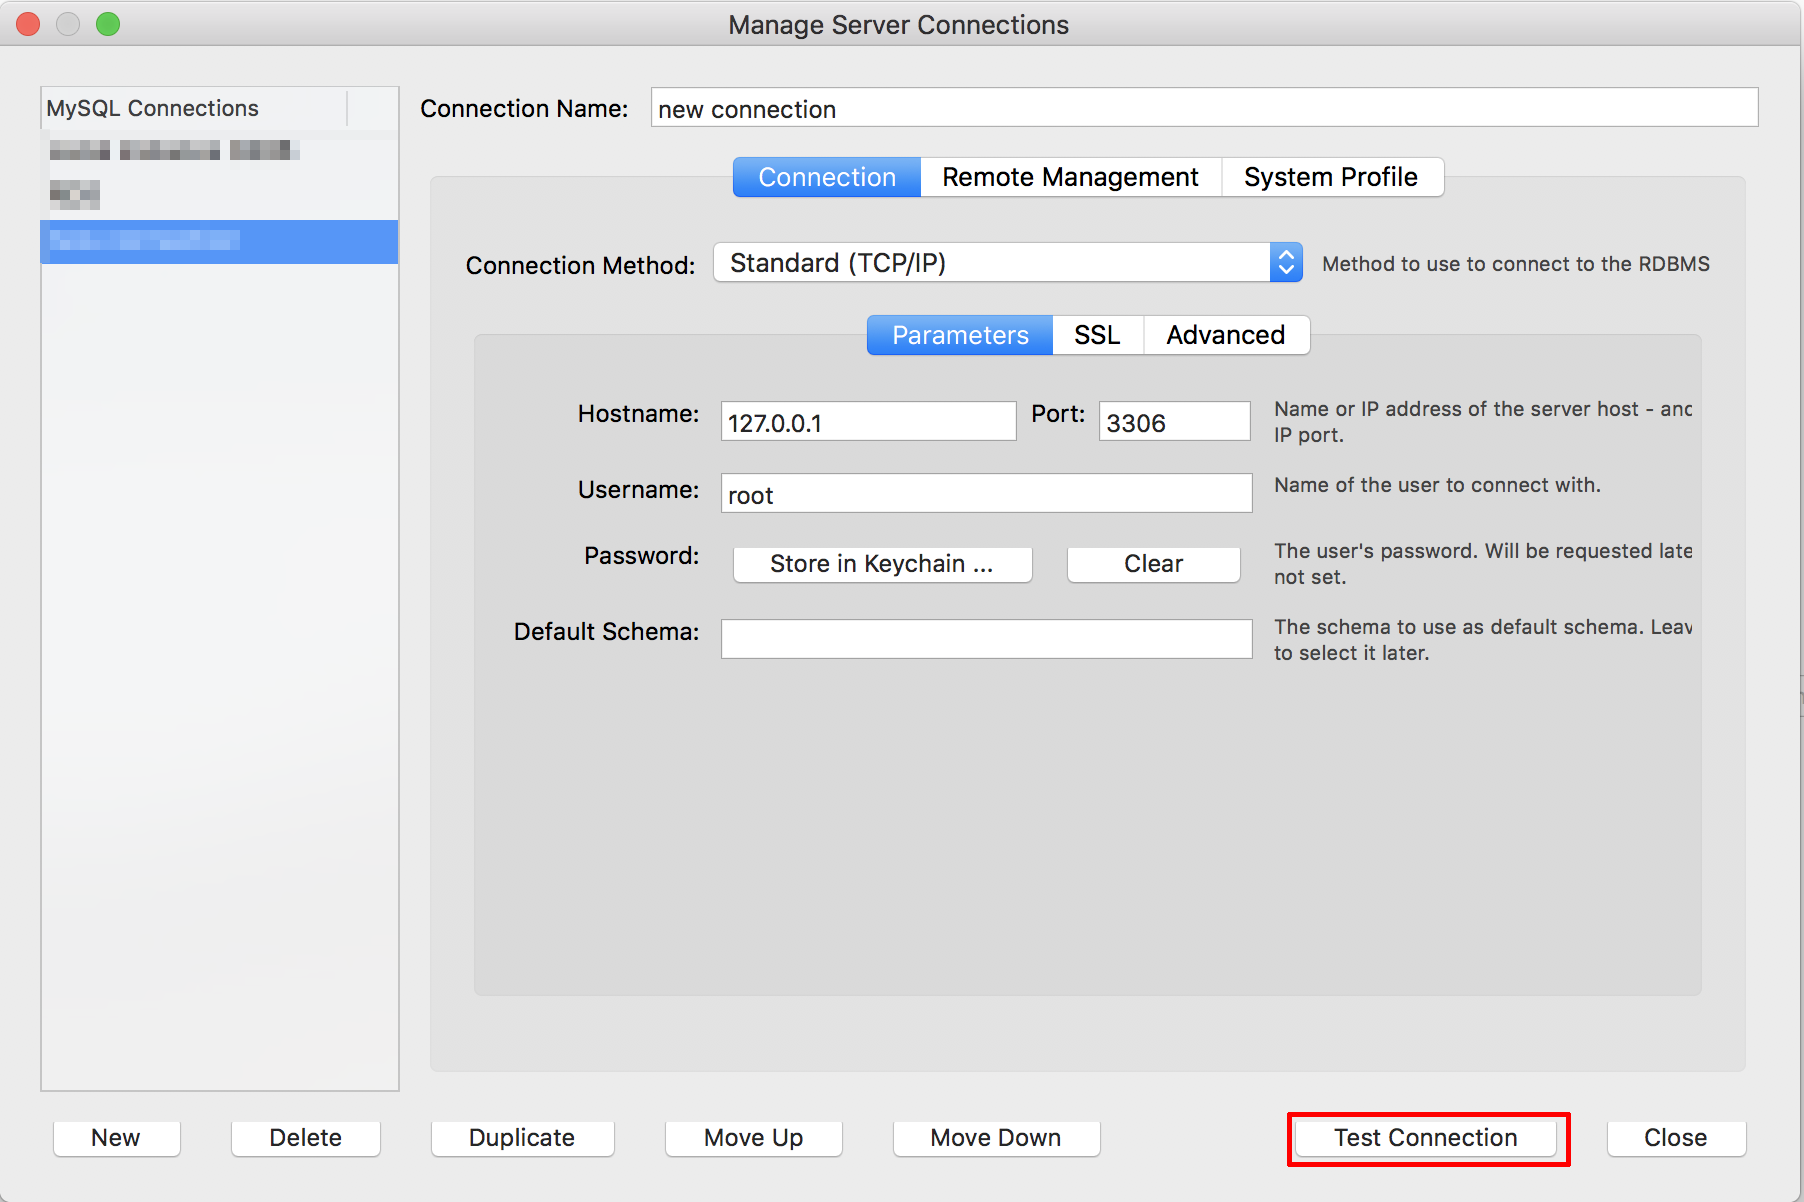 Manage Server Connections
MySQL Connections
Connection Name: new connection
Connection Remote Management System Profile
Connection Method: Standard (TCP/IP) Method to use to connect to the RDBMS
Parameters SSL Advanced
Hostname: 127.0.0.1 Port: 3306 Name or IP address of the server host - and
IP port.
Username: root Name of the user to connect with.
Password: Store in Keychain ... Clear The user's password. Will be requested late
not set.
Default Schema: The schema to use as default schema. Leav
to select it later.
New Delete Duplicate Move Up Move Down Test Connection Close